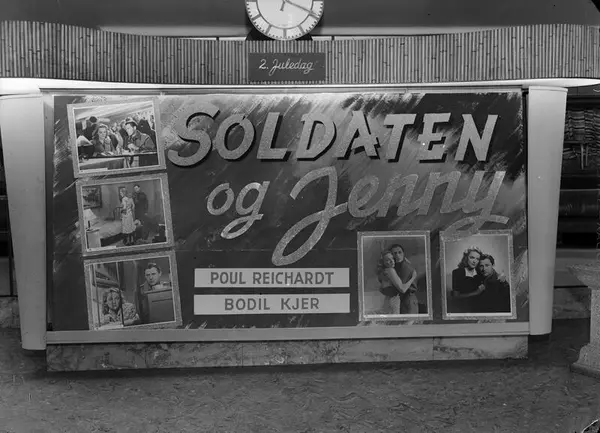 2. Juledag
SOLDATEN
og Jenny
POUL REICHARDT
BODIL KJER